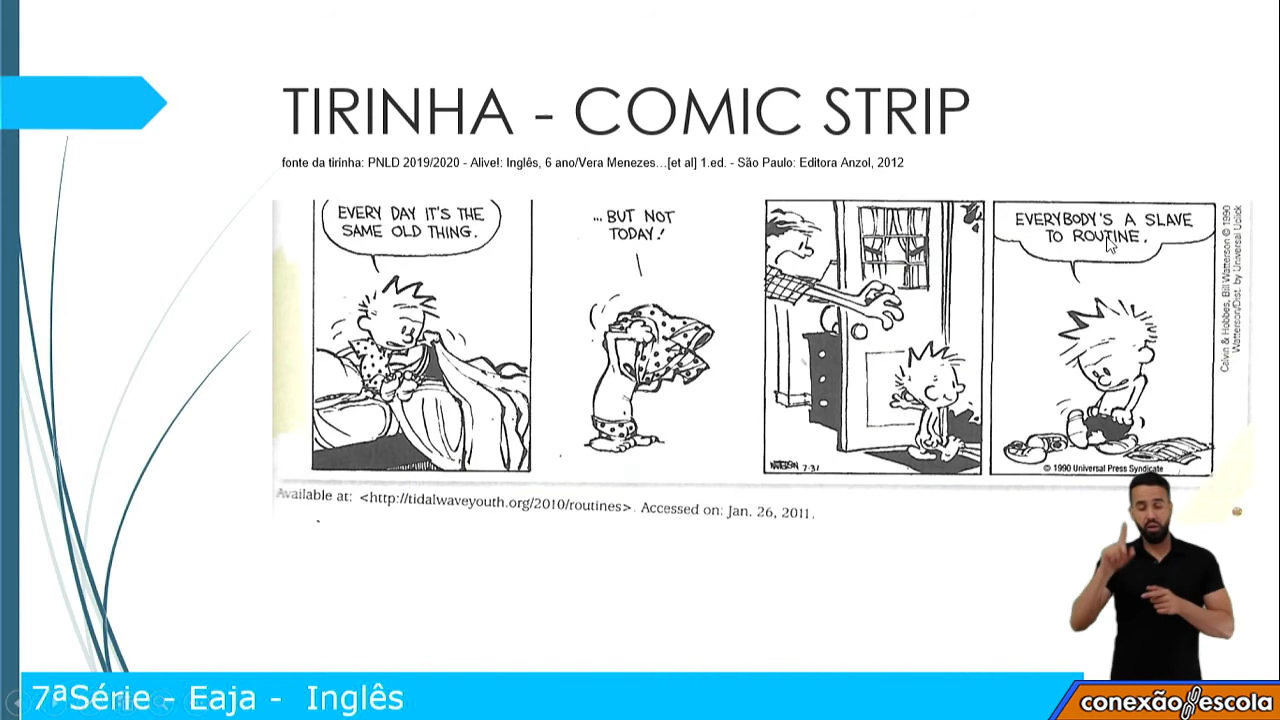 TIRINHA - COMIC STRIP
fonte da tirinha: PNLD 2019/2020 - Alive!: Inglês, 6 ano/Vera Menezes...[et al] 1.ed. - São Paulo: Editora Anzol, 2012
EVERY DAY IT'S THE
SAME OLD THING.
... BUT NOT
TODAY!
WATTERSON 7-31
EVERYBODY'S A SLAVE
TO ROUTINE.
© 1990 Universal Press Syndicate
Calvin & Hobbes, Bill Watterson © 1990
Watterson/Dist. by Universal Uclick
Available at: <http://tidalwaveyouth.org/2010/routines>. Accessed on: Jan. 26, 2011.
7ªSérie - Eaja - Inglês
conexão escola